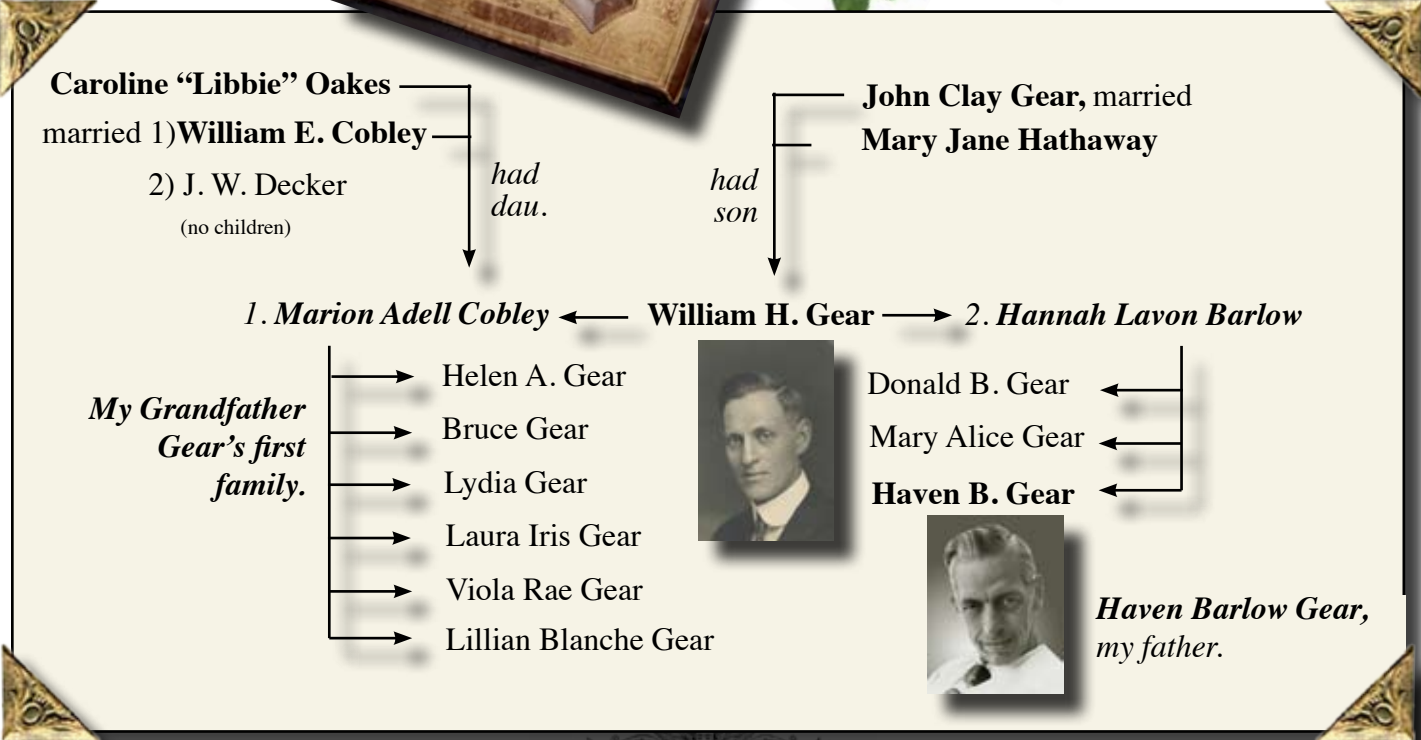 Caroline “Libbie” Oakes
married 1)William E. Cobley
2) J. W. Decker
(no children)
had
dau.
John Clay Gear, married
Mary Jane Hathaway
had
son
1. Marion Adell Cobley
William H. Gear
2. Hannah Lavon Barlow
My Grandfather
Gear’s first
family.
Helen A. Gear
Bruce Gear
Lydia Gear
Laura Iris Gear
Viola Rae Gear
Lillian Blanche Gear
Donald B. Gear
Mary Alice Gear
Haven B. Gear
Haven Barlow Gear,
my father.